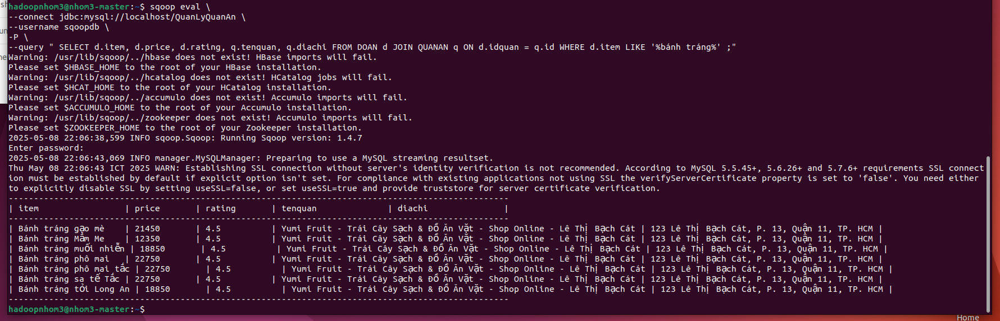 sh
hadoopnhom3@nhom3-master:~$ sqoop eval \
--connect jdbc:mysql://localhost/QuanLyQuanAn \
--username sqoopdb \
un
-P \
--query " SELECT d.item, d.price, d.rating, q.tenquan, q.diachi FROM DOAN d JOIN QUANAN q ON d.idquan = q.id WHERE d.item LIKE '%bánh tráng%' ;"
ne
Warning: /usr/lib/sqoop/../hbase does not exist! HBase imports will fail.
Please set $HBASE_HOME to the root of your HBase installation.
Warning: /usr/lib/sqoop/../hcatalog does not exist! HCatalog jobs will fail.
Please set $HCAT_HOME to the root of your HCatalog installation.
Warning: /usr/lib/sqoop/../accumulo does not exist! Accumulo imports will fail.
Please set $ACCUMULO_HOME to the root of your Accumulo installation.
Warning: /usr/lib/sqoop/../zookeeper does not exist! Accumulo imports will fail.
Please set $ZOOKEEPER_HOME to the root of your Zookeeper installation.
2025-05-08 22:06:38,599 INFO sqoop.Sqoop: Running Sqoop version: 1.4.7
Enter password:
2025-05-08 22:06:43,069 INFO manager.MySQLManager: Preparing to use a MySQL streaming resultset.
Thu May 08 22:06:43 ICT 2025 WARN: Establishing SSL connection without server's identity verification is not recommended. According to MySQL 5.5.45+, 5.6.26+ and 5.7.6+ requirements SSL connect
ion must be established by default if explicit option isn't set. For compliance with existing applications not using SSL the verifyServerCertificate property is set to 'false'. You need either
to explicitly disable SSL by setting useSSL=false, or set useSSL=true and provide truststore for server certificate verification.
---------------------------------------------------------------------------------------------------
| item                 | price       | rating       | tenquan              | diachi               |
---------------------------------------------------------------------------------------------------
| Bánh tráng gạo mè    | 21450       | 4.5          | Yumi Fruit - Trái Cây Sạch & ĐỒ Ăn Vặt - Shop Online - Lê Thị Bạch Cát | 123 Lê Thị Bạch Cát, P. 13, Quận 11, TP. HCM |
| Bánh tráng Mắm Me    | 12350       | 4.5          | Yumi Fruit - Trái Cây Sạch & ĐỒ Ăn Vặt - Shop Online - Lê Thị Bạch Cát | 123 Lê Thị Bạch Cát, P. 13, Quận 11, TP. HCM |
| Bánh tráng muối nhiễn | 18850       | 4.5          | Yumi Fruit - Trái Cây Sạch & ĐỒ Ăn Vặt - Shop Online - Lê Thị Bạch Cát | 123 Lê Thị Bạch Cát, P. 13, Quận 11, TP. HCM |
| Bánh tráng phô mai   | 22750       | 4.5          | Yumi Fruit - Trái Cây Sạch & ĐỒ Ăn Vặt - Shop Online - Lê Thị Bạch Cát | 123 Lê Thị Bạch Cát, P. 13, Quận 11, TP. HCM |
| Bánh tráng phô mai tắc | 22750       | 4.5          | Yumi Fruit - Trái Cây Sạch & ĐỒ Ăn Vặt - Shop Online - Lê Thị Bạch Cát | 123 Lê Thị Bạch Cát, P. 13, Quận 11, TP. HCM |
| Bánh tráng sa tế Tắc | 22750       | 4.5          | Yumi Fruit - Trái Cây Sạch & ĐỒ Ăn Vặt - Shop Online - Lê Thị Bạch Cát | 123 Lê Thị Bạch Cát, P. 13, Quận 11, TP. HCM |
| Bánh tráng tỏi Long An | 18850       | 4.5          | Yumi Fruit - Trái Cây Sạch & ĐỒ Ăn Vặt - Shop Online - Lê Thị Bạch Cát | 123 Lê Thị Bạch Cát, P. 13, Quận 11, TP. HCM |
---------------------------------------------------------------------------------------------------
hadoopnhom3@nhom3-master:~$
Home